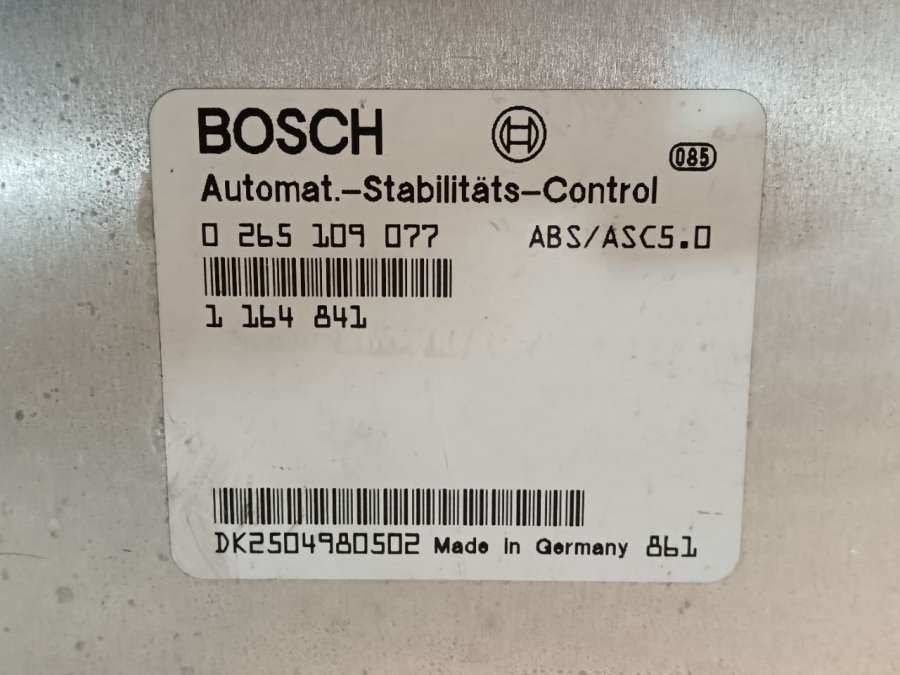 BOSCH
085
Automat.-Stabilitäts-Control
0 265 109 077 ABS/ASC5.0
1 164 841
DK2504980502 Made in Germany 861